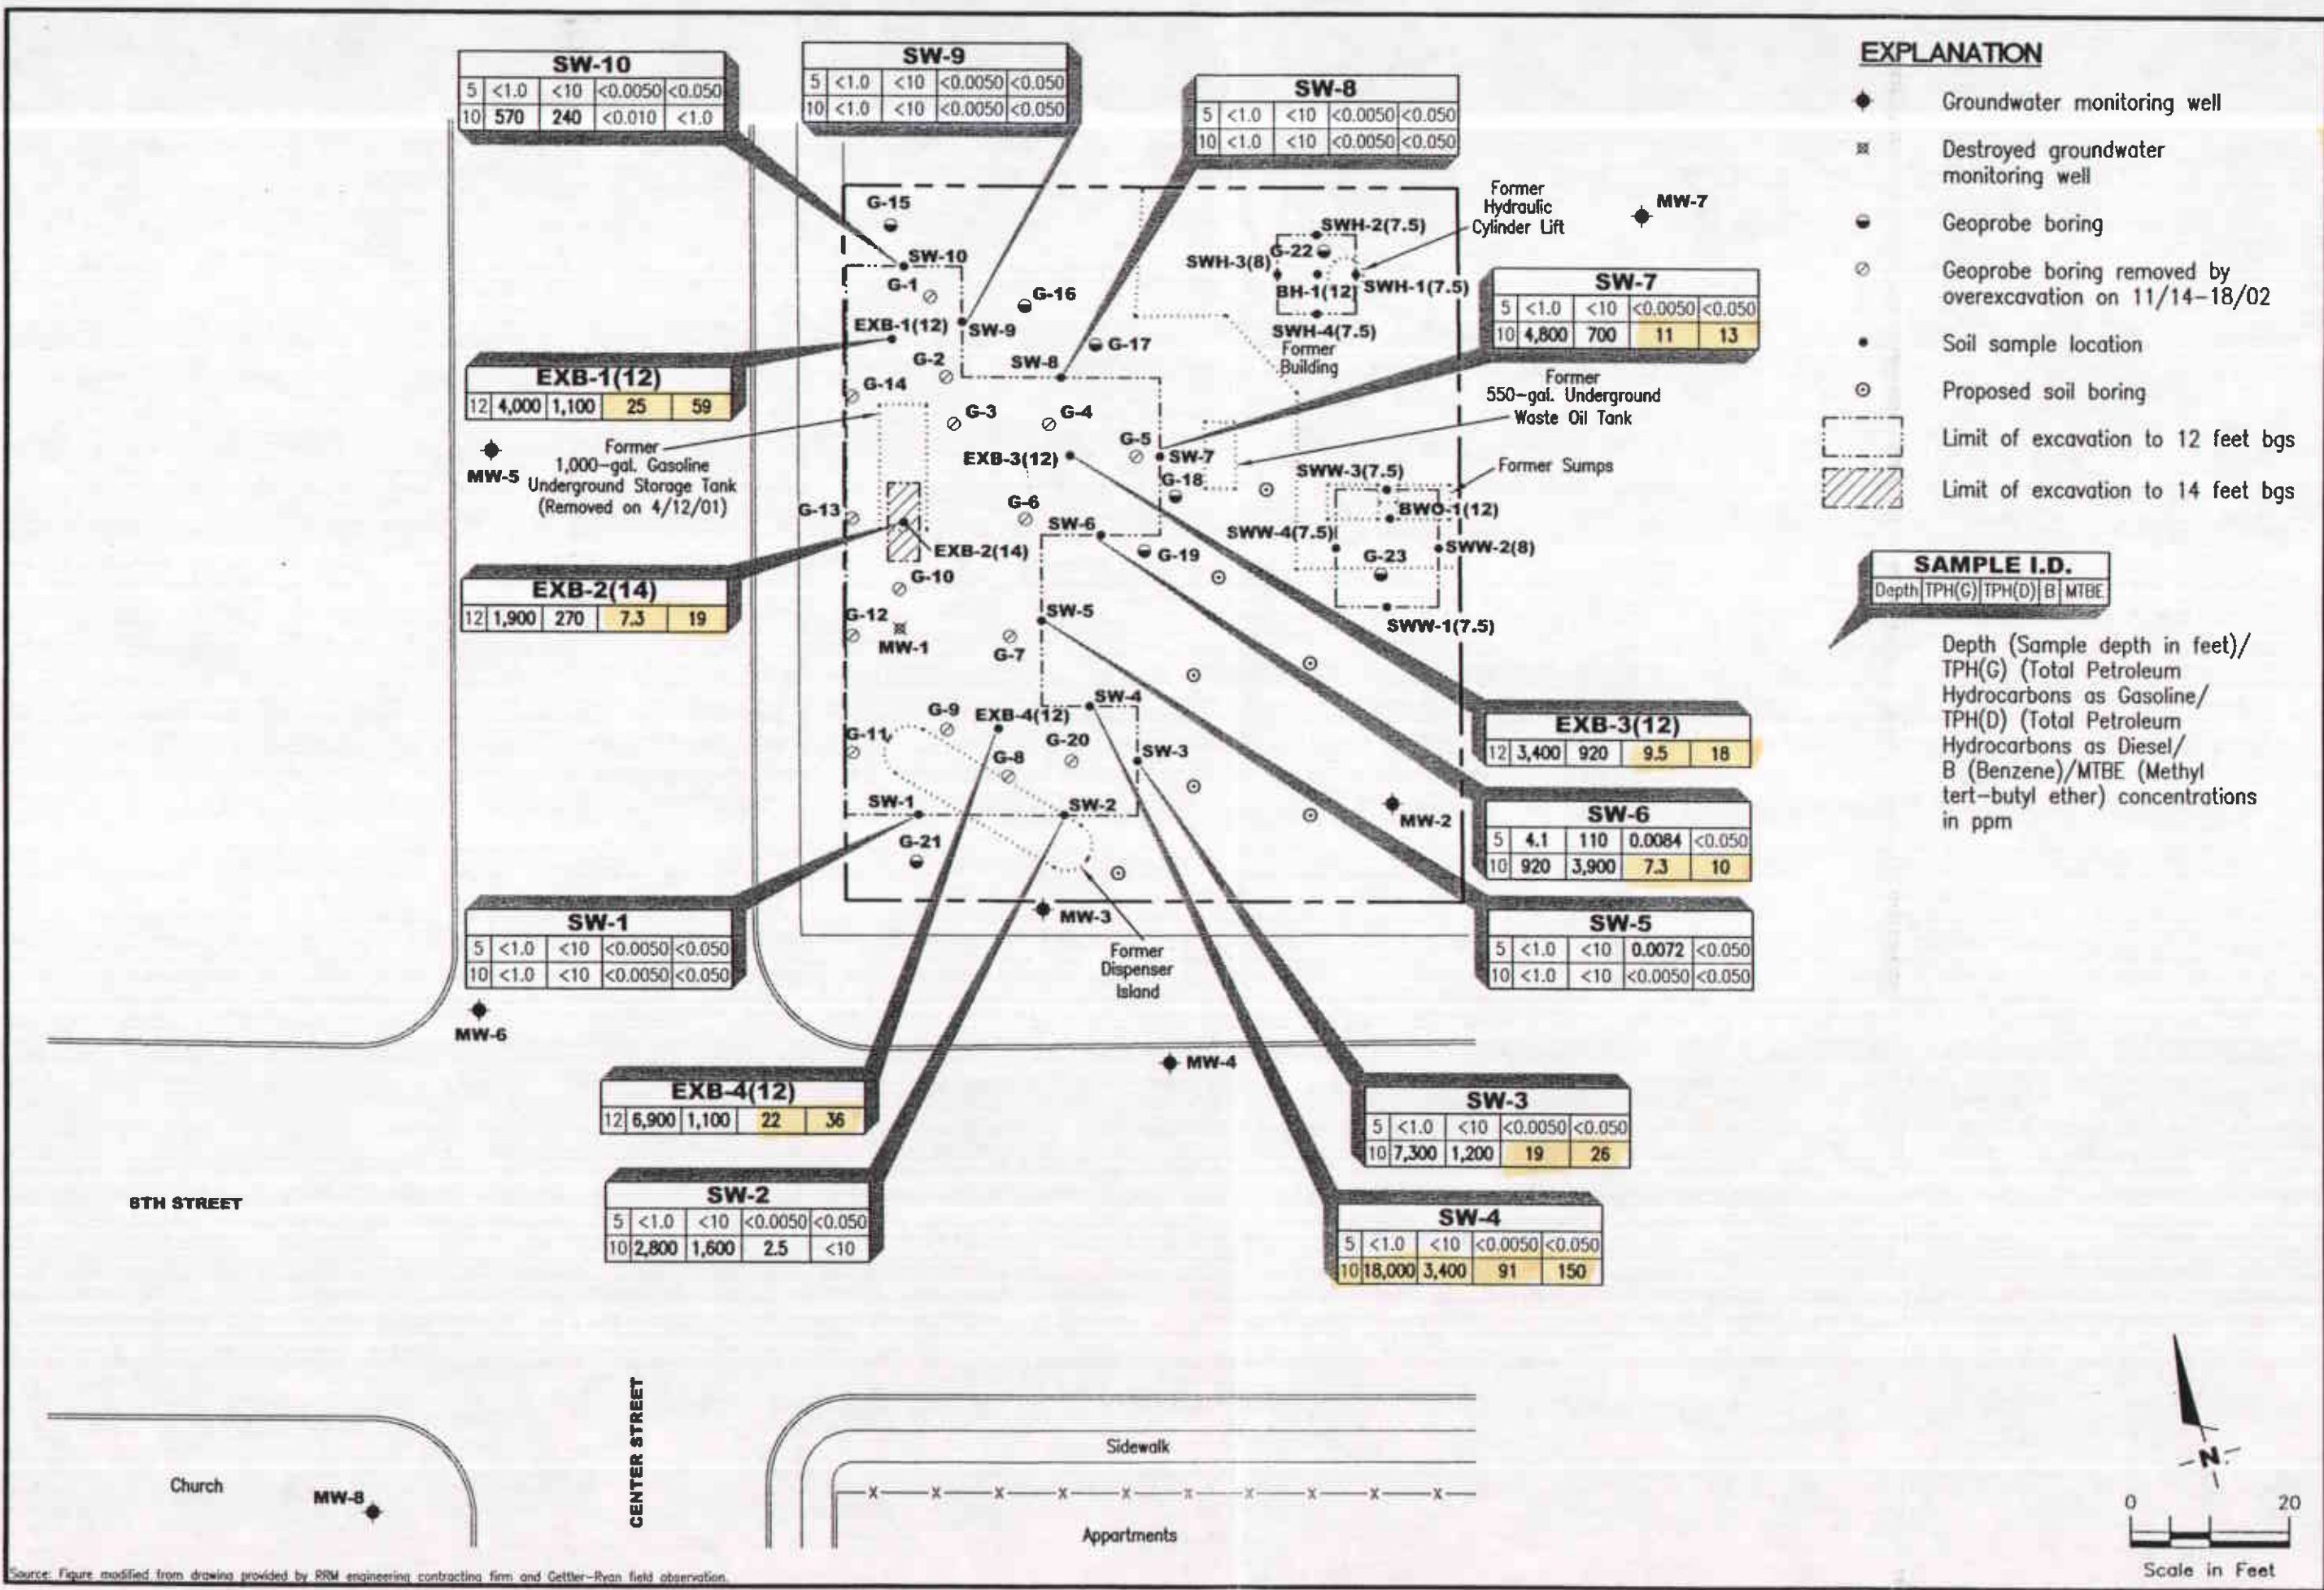 SW-10
5 <1.0 <10 <0.0050 <0.050
10 570 240 <0.010 <1.0
SW-9
5 <1.0 <10 <0.0050 <0.050
10 <1.0 <10 <0.0050 <0.050
SW-8
5 <1.0 <10 <0.0050 <0.050
10 <1.0 <10 <0.0050 <0.050
EXPLANATION
Groundwater monitoring well
Destroyed groundwater
monitoring well
Geoprobe boring
Geoprobe boring removed by
overexcavation on 11/14-18/02
Soil sample location
Proposed soil boring
Limit of excavation to 12 feet bgs
Limit of excavation to 14 feet bgs
SAMPLE I.D.
Depth TPH(G) TPH(D) B MTBE
Depth (Sample depth in feet)/
TPH(G) (Total Petroleum
Hydrocarbons as Gasoline/
TPH(D) (Total Petroleum
Hydrocarbons as Diesel/
B (Benzene)/MTBE (Methyl
tert-butyl ether) concentrations
in ppm
G-15
SW-10
G-1
G-16
EXB-1(12)
SW-9
G-2
SW-8
G-17
G-14
G-3
G-4
G-5
EXB-3(12)
SW-7
G-18
G-6
G-13
SW-6
G-19
EXB-2(14)
G-10
G-12
MW-1
SW-5
G-7
SW-4
G-9
EXB-4(12)
G-11
G-20
SW-3
G-8
SW-1
SW-2
G-21
MW-3
Former
Dispenser
Island
MW-4
MW-2
Former
Hydraulic
Cylinder Lift
MW-7
SWH-2(7.5)
G-22
SWH-3(8)
BH-1(12)
SWH-1(7.5)
SWH-4(7.5)
Former
Building
SW-7
5 <1.0 <10 <0.0050 <0.050
10 4,800 700 11 13
Former
550-gal. Underground
Waste Oil Tank
Former Sumps
SWW-3(7.5)
BWO-1(12)
SWW-4(7.5)
SWW-2(8)
G-23
SWW-1(7.5)
EXB-1(12)
12 4,000 1,100 25 59
MW-5
Former
1,000-gal. Gasoline
Underground Storage Tank
(Removed on 4/12/01)
EXB-2(14)
12 1,900 270 7.3 19
EXB-3(12)
12 3,400 920 9.5 18
SW-6
5 4.1 110 0.0084 <0.050
10 920 3,900 7.3 10
SW-5
5 <1.0 <10 0.0072 <0.050
10 <1.0 <10 <0.0050 <0.050
SW-1
5 <1.0 <10 <0.0050 <0.050
10 <1.0 <10 <0.0050 <0.050
MW-6
EXB-4(12)
12 6,900 1,100 22 36
SW-3
5 <1.0 <10 <0.0050 <0.050
10 7,300 1,200 19 26
SW-2
5 <1.0 <10 <0.0050 <0.050
10 2,800 1,600 2.5 <10
SW-4
5 <1.0 <10 <0.0050 <0.050
10 18,000 3,400 91 150
8TH STREET
CENTER STREET
Church
MW-8
Sidewalk
x x x x x x x x x x
Appartments
N
0 20
Scale in Feet
Source: Figure modified from drawing provided by RRM engineering contracting firm and Gettler-Ryan field observation.